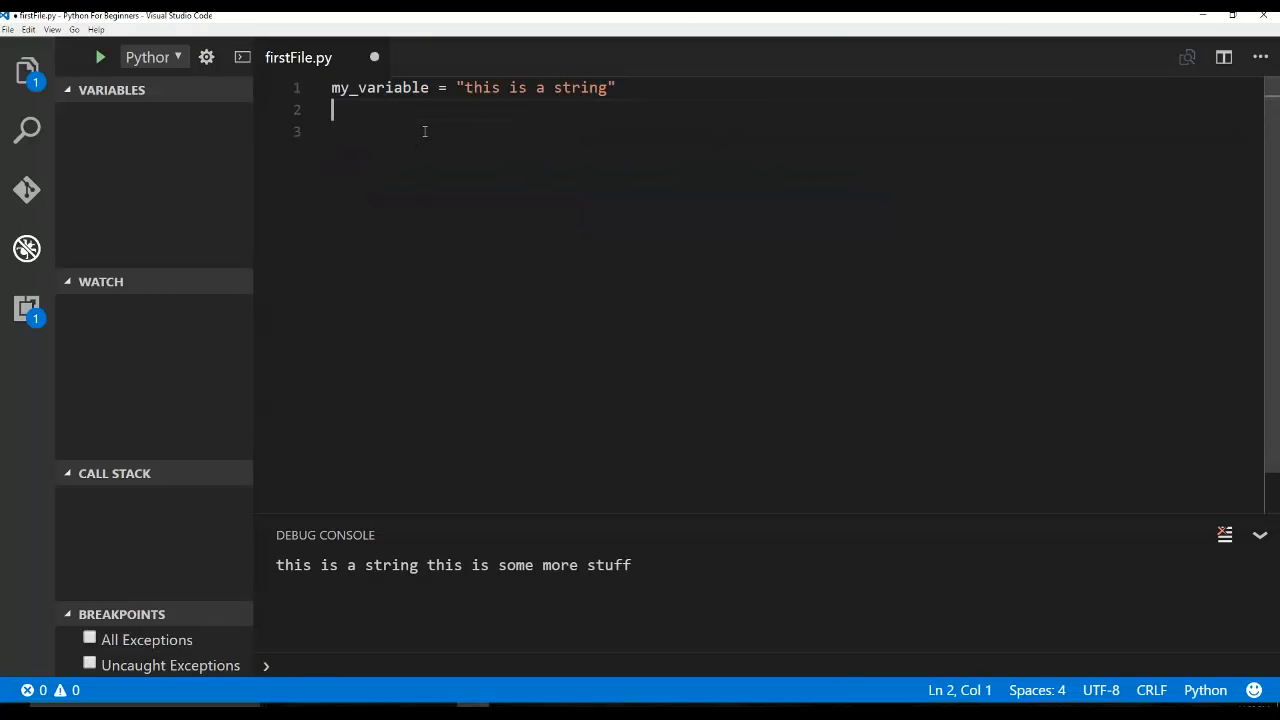 • firstFile.py - Python For Beginners - Visual Studio Code
File Edit View Go Help
Python
firstFile.py
1
VARIABLES
1 my_variable = "this is a string"
2
3
WATCH
1
CALL STACK
DEBUG CONSOLE
this is a string this is some more stuff
BREAKPOINTS
All Exceptions
Uncaught Exceptions
0 0 Ln 2, Col 1 Spaces: 4 UTF-8 CRLF Python